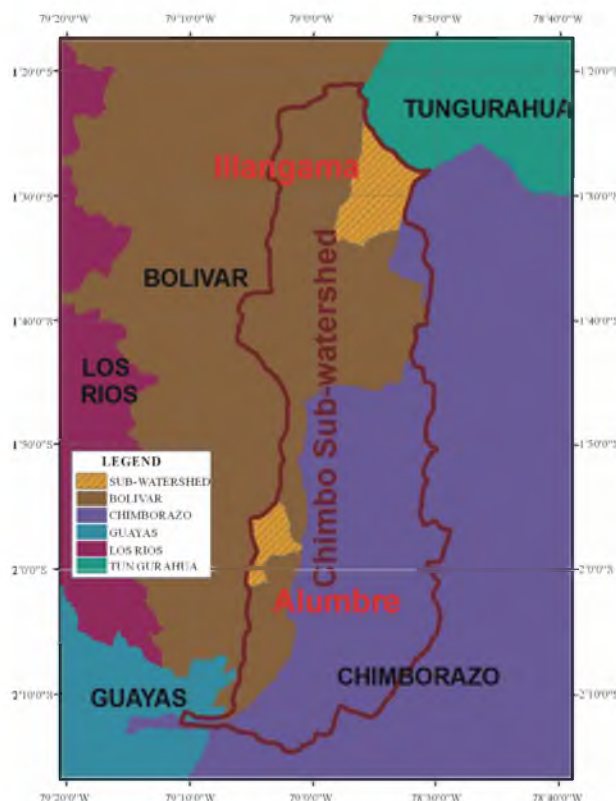 79°20'0"W 79°10'0"W 79°0'0"W 78°50'0"W 78°40'0"W
1°20'0"S 1°20'0"S
TUNGURAHUA
Illangama
1°30'0"S 1°30'0"S
BOLIVAR
Chimbo Sub-watershed
1°40'0"S 1°40'0"S
LOS
RIOS
1°50'0"S 1°50'0"S
LEGEND
SUB-WATERSHED
BOLIVAR
CHIMBORAZO
GUAYAS
LOS RIOS
TUNGURAHUA
2°0'0"S 2°0'0"S
Alumbre
CHIMBORAZO
GUAYAS
2°10'0"S 2°10'0"S
79°20'0"W 79°10'0"W 79°0'0"W 78°50'0"W 78°40'0"W